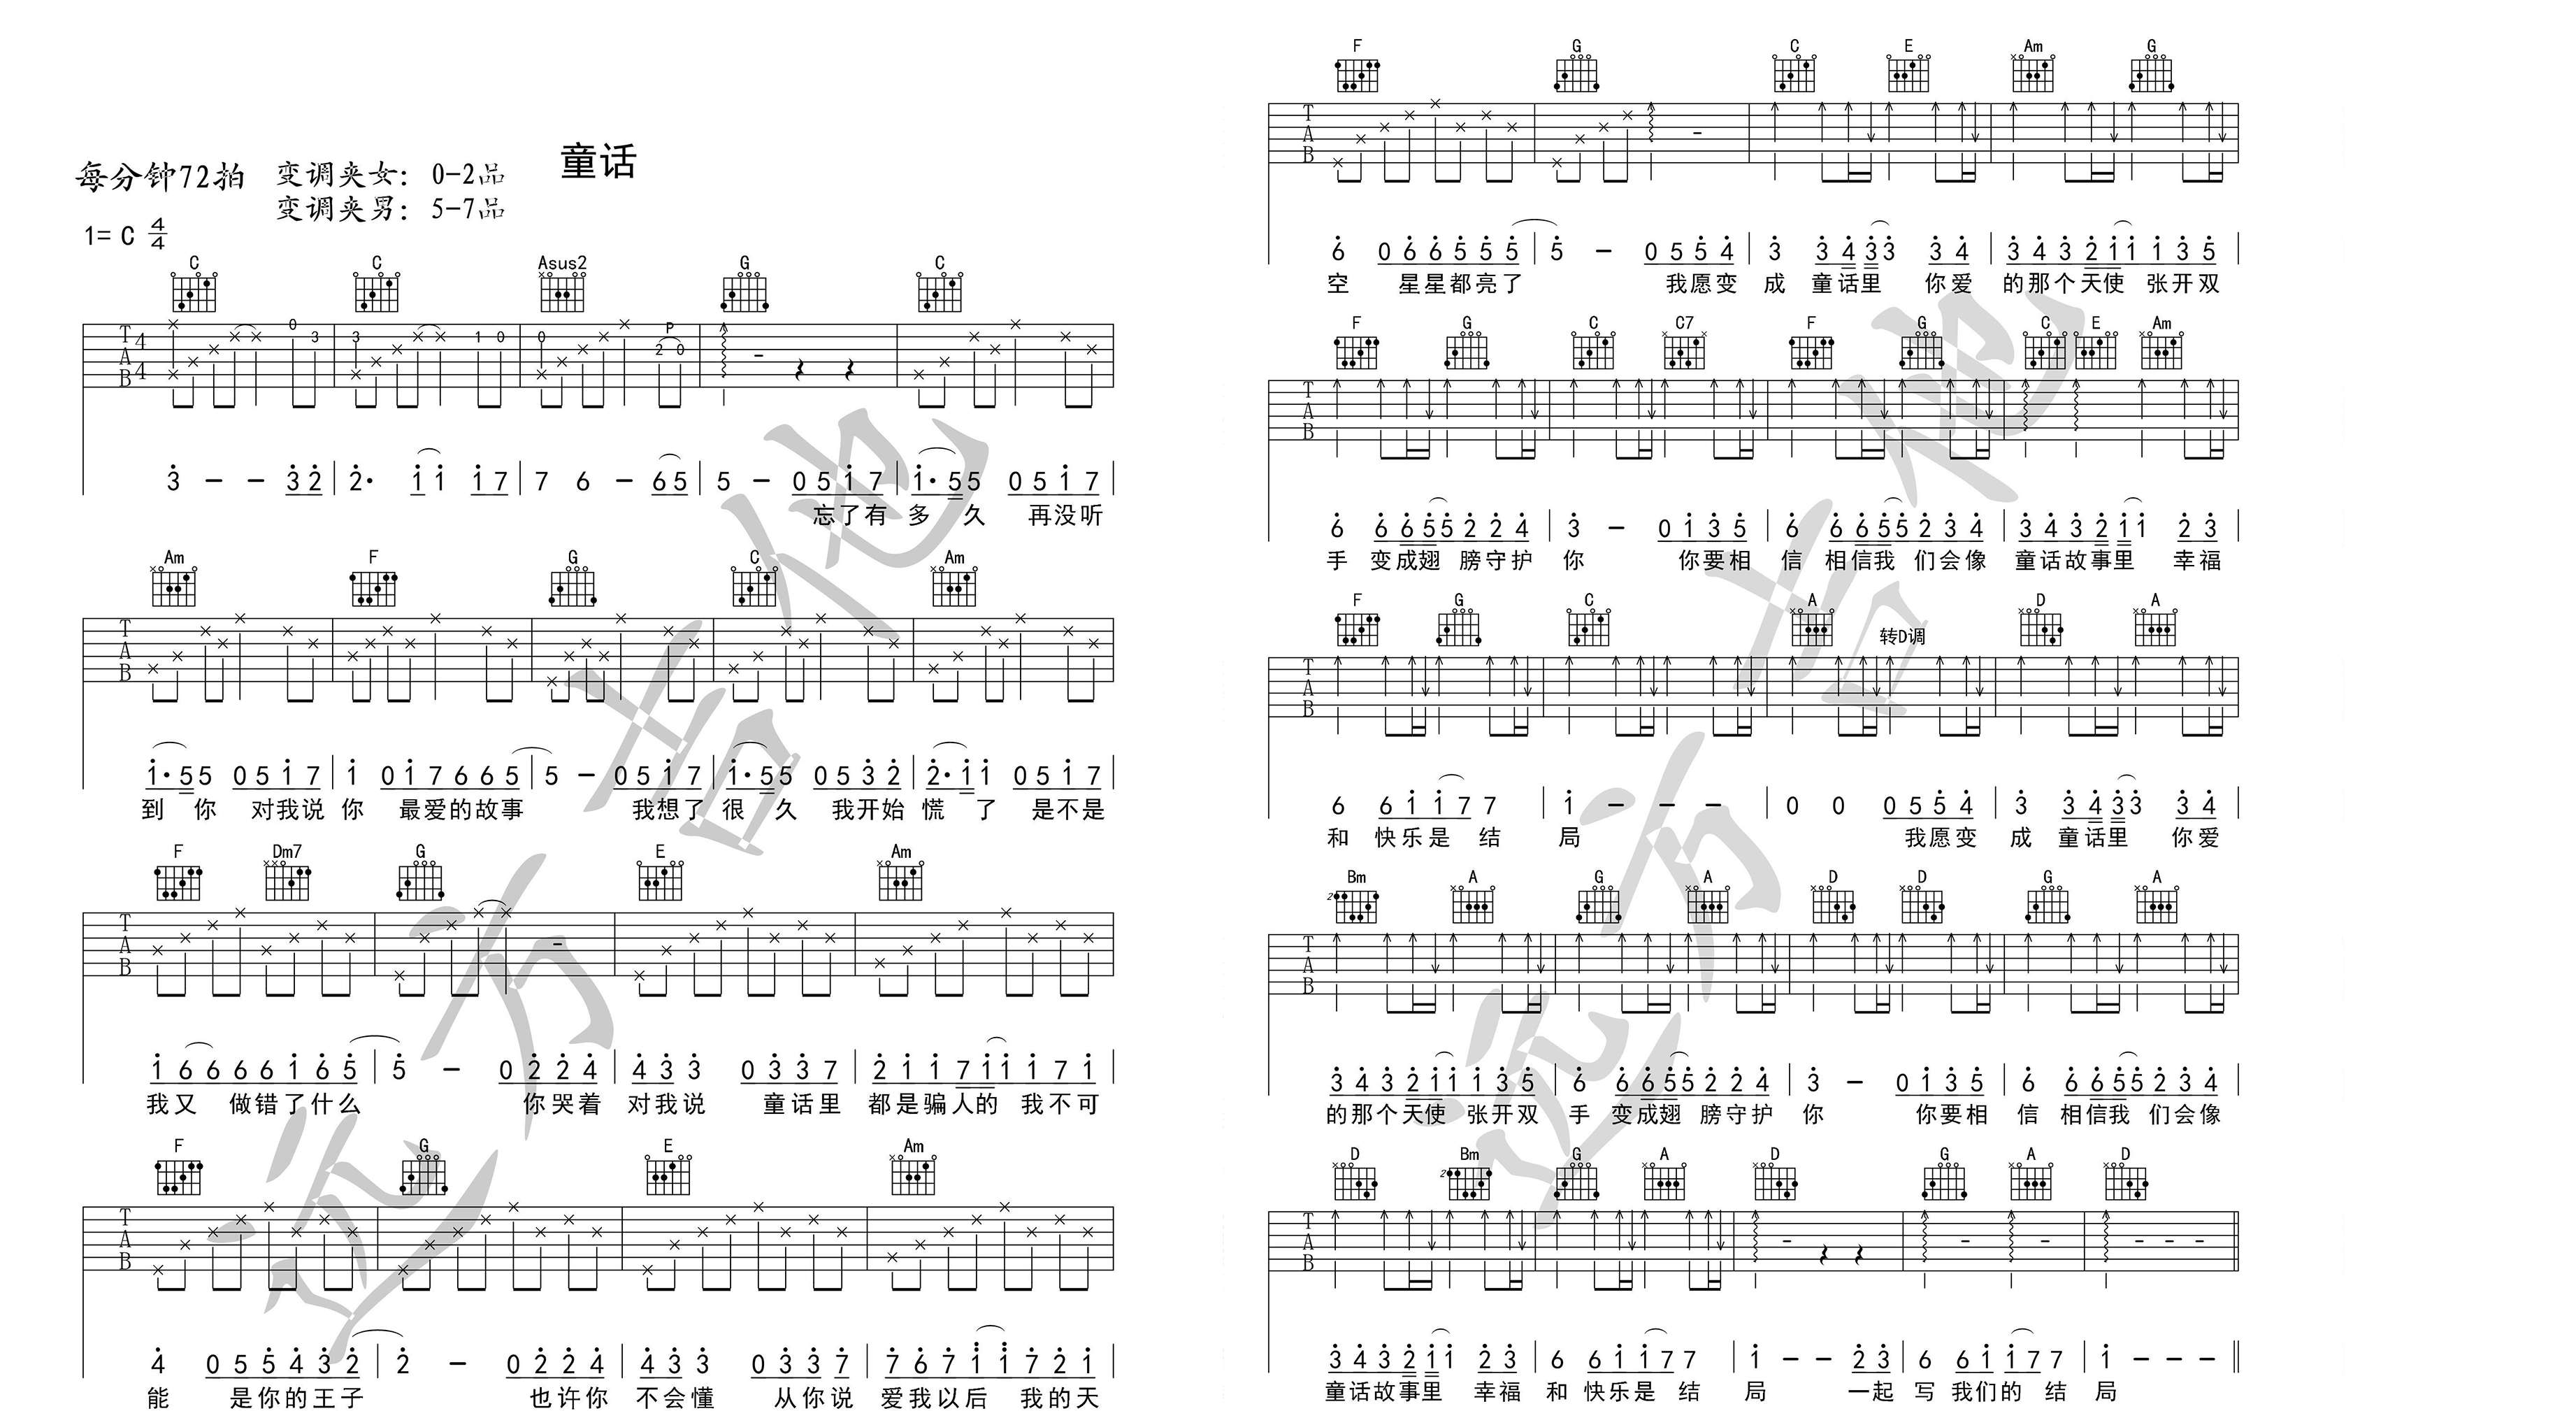 童话
每分钟72拍 变调夹女: 0-2品
变调夹男: 5-7品
1= C 4/4
C C Asus2 G C
T A B 4 4 0 3 3 1 0 0 P 2 0
3 - - 3 2 | 2· 1 1 1 7 | 7 6 - 6 5 | 5 - 0 5 1 7 | 1· 5 5 0 5 1 7 |
忘了有 多 久 再没听
Am F G C Am
T A B
1· 5 5 0 5 1 7 | 1 0 1 7 6 6 5 | 5 - 0 5 1 7 | 1· 5 5 0 5 3 2 | 2· 1 1 0 5 1 7 |
到 你 对我说 你 最爱的故事 我想了 很 久 我开始 慌 了 是不是
F Dm7 G E Am
T A B
1 6 6 6 6 1 6 5 | 5 - 0 2 2 4 | 4 3 3 0 3 3 7 | 2 1 1 7 1 1 1 7 1 |
我又 做错了什么 你哭着 对我说 童话里 都是骗人的 我不可
F G E Am
T A B
4 0 5 5 4 3 2 | 2 - 0 2 2 4 | 4 3 3 0 3 3 7 | 7 6 7 1 1 7 2 1
能 是你的王子 也许你 不会懂 从你说 爱我以后 我的天
F G C E Am G
T A B
6 0 6 6 5 5 5 | 5 - 0 5 5 4 | 3 3 4 3 3 3 4 | 3 4 3 2 1 1 1 3 5 |
空 星星都亮了 我愿变 成 童话里 你爱 的那个天使 张开双
F G C C7 F G C E Am
T A B
6 6 6 5 5 2 2 4 | 3 - 0 1 3 5 | 6 6 6 5 5 2 3 4 | 3 4 3 2 1 1 2 3 |
手 变成翅 膀守护 你 你要相 信 相信我 们会像 童话故事里 幸福
F G C A 转D调 D A
T A B
6 6 1 1 7 7 | 1 - - - | 0 0 0 5 5 4 | 3 3 4 3 3 3 4 |
和 快乐是 结 局 我愿变 成 童话里 你爱
Bm A G A D D G A
2
T A B
3 4 3 2 1 1 1 3 5 | 6 6 6 5 5 2 2 4 | 3 - 0 1 3 5 | 6 6 6 5 5 2 3 4 |
的那个天使 张开双 手 变成翅 膀守护 你 你要相 信 相信我 们会像
D Bm G A D G A D
2
T A B
3 4 3 2 1 1 2 3 | 6 6 1 1 7 7 | 1 - - 2 3 | 6 6 1 1 7 7 | 1 - - - ||
童话故事里 幸福 和 快乐是 结 局 一起 写 我们的 结 局
远方吉他
远方吉他